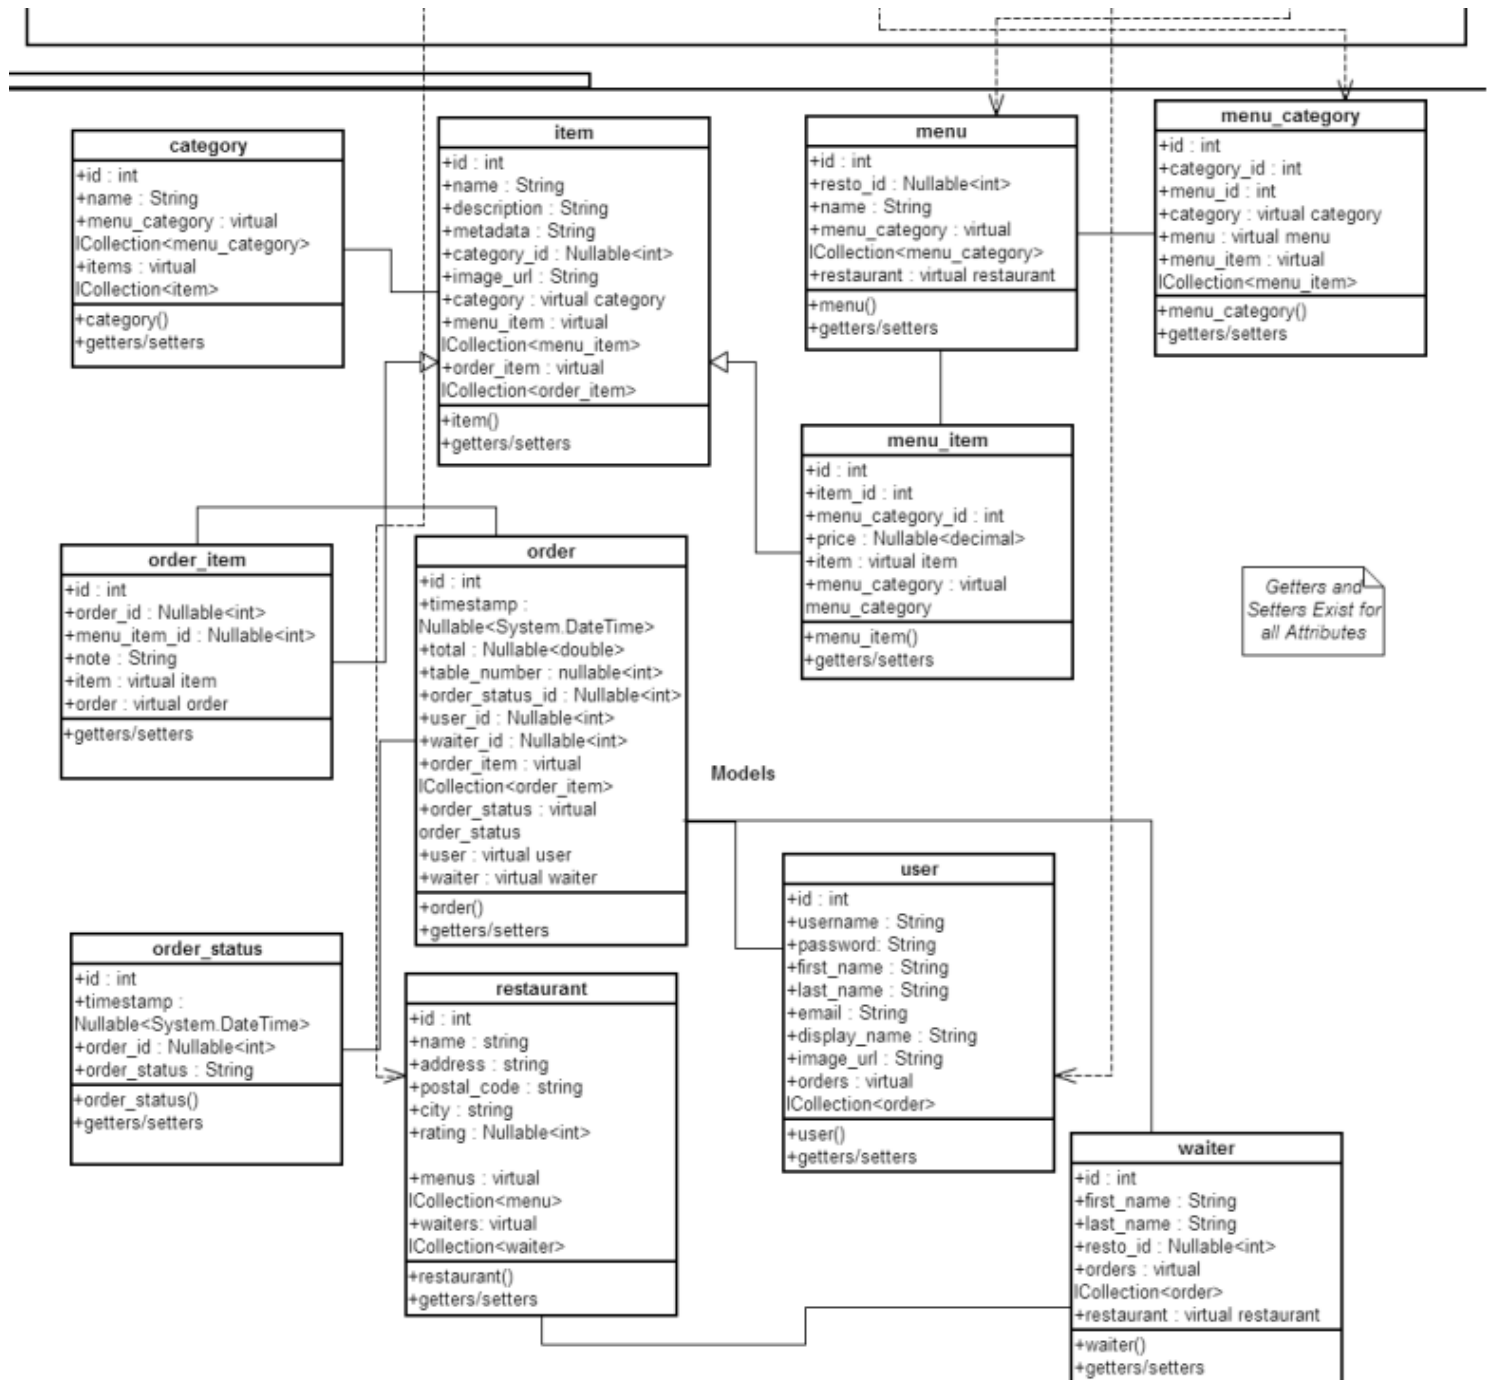 category
+id : int
+name : String
+menu_category : virtual
ICollection<menu_category>
+items : virtual
ICollection<item>
+category()
+getters/setters
item
+id : int
+name : String
+description : String
+metadata : String
+category_id : Nullable<int>
+image_url : String
+category : virtual category
+menu_item : virtual
ICollection<menu_item>
+order_item : virtual
ICollection<order_item>
+item()
+getters/setters
menu
+id : int
+resto_id : Nullable<int>
+name : String
+menu_category : virtual
ICollection<menu_category>
+restaurant : virtual restaurant
+menu()
+getters/setters
menu_category
+id : int
+category_id : int
+menu_id : int
+category : virtual category
+menu : virtual menu
+menu_item : virtual
ICollection<menu_item>
+menu_category()
+getters/setters
menu_item
+id : int
+item_id : int
+menu_category_id : int
+price : Nullable<decimal>
+item : virtual item
+menu_category : virtual
menu_category
+menu_item()
+getters/setters
order_item
+id : int
+order_id : Nullable<int>
+menu_item_id : Nullable<int>
+note : String
+item : virtual item
+order : virtual order
+getters/setters
order
+id : int
+timestamp :
Nullable<System.DateTime>
+total : Nullable<double>
+table_number : nullable<int>
+order_status_id : Nullable<int>
+user_id : Nullable<int>
+waiter_id : Nullable<int>
+order_item : virtual
ICollection<order_item>
+order_status : virtual
order_status
+user : virtual user
+waiter : virtual waiter
+order()
+getters/setters
Getters and
Setters Exist for
all Attributes
Models
order_status
+id : int
+timestamp :
Nullable<System.DateTime>
+order_id : Nullable<int>
+order_status : String
+order_status()
+getters/setters
restaurant
+id : int
+name : string
+address : string
+postal_code : string
+city : string
+rating : Nullable<int>
+menus : virtual
ICollection<menu>
+waiters: virtual
ICollection<waiter>
+restaurant()
+getters/setters
user
+id : int
+username : String
+password: String
+first_name : String
+last_name : String
+email : String
+display_name : String
+image_url : String
+orders : virtual
ICollection<order>
+user()
+getters/setters
waiter
+id : int
+first_name : String
+last_name : String
+resto_id : Nullable<int>
+orders : virtual
ICollection<order>
+restaurant : virtual restaurant
+waiter()
+getters/setters